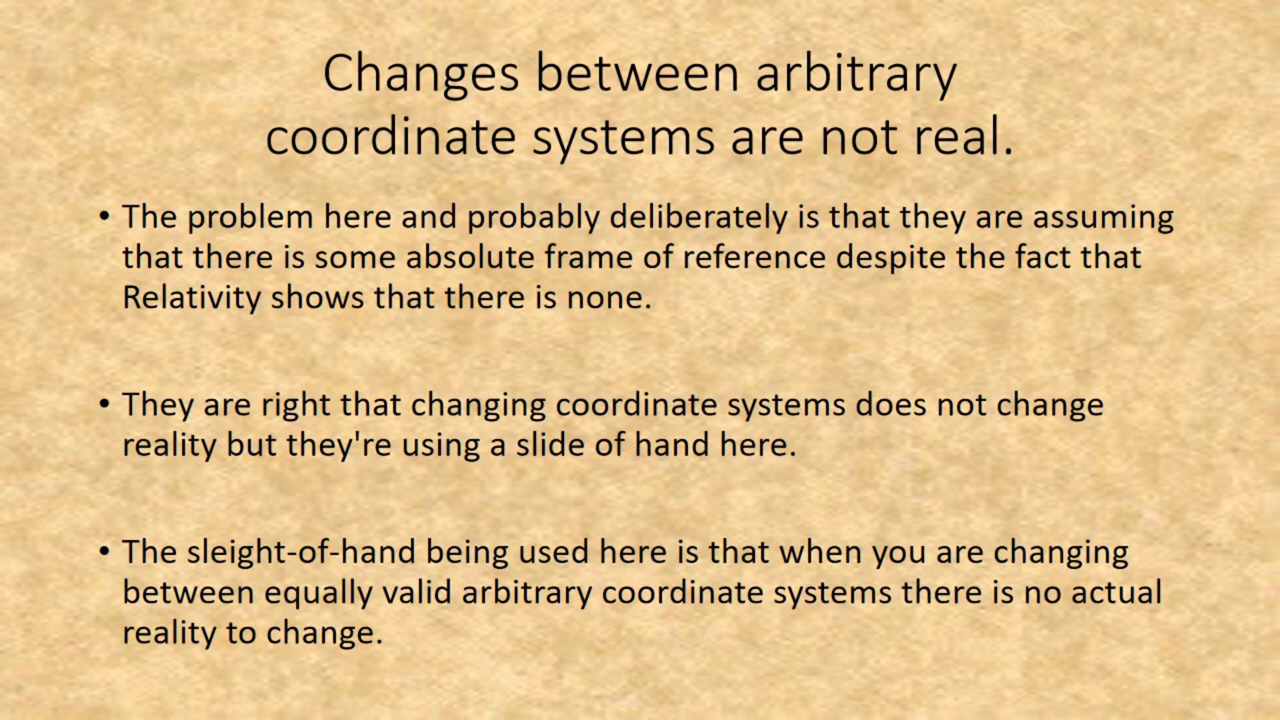 Changes between arbitrary
coordinate systems are not real.
• The problem here and probably deliberately is that they are assuming
that there is some absolute frame of reference despite the fact that
Relativity shows that there is none.
• They are right that changing coordinate systems does not change
reality but they're using a slide of hand here.
• The sleight-of-hand being used here is that when you are changing
between equally valid arbitrary coordinate systems there is no actual
reality to change.